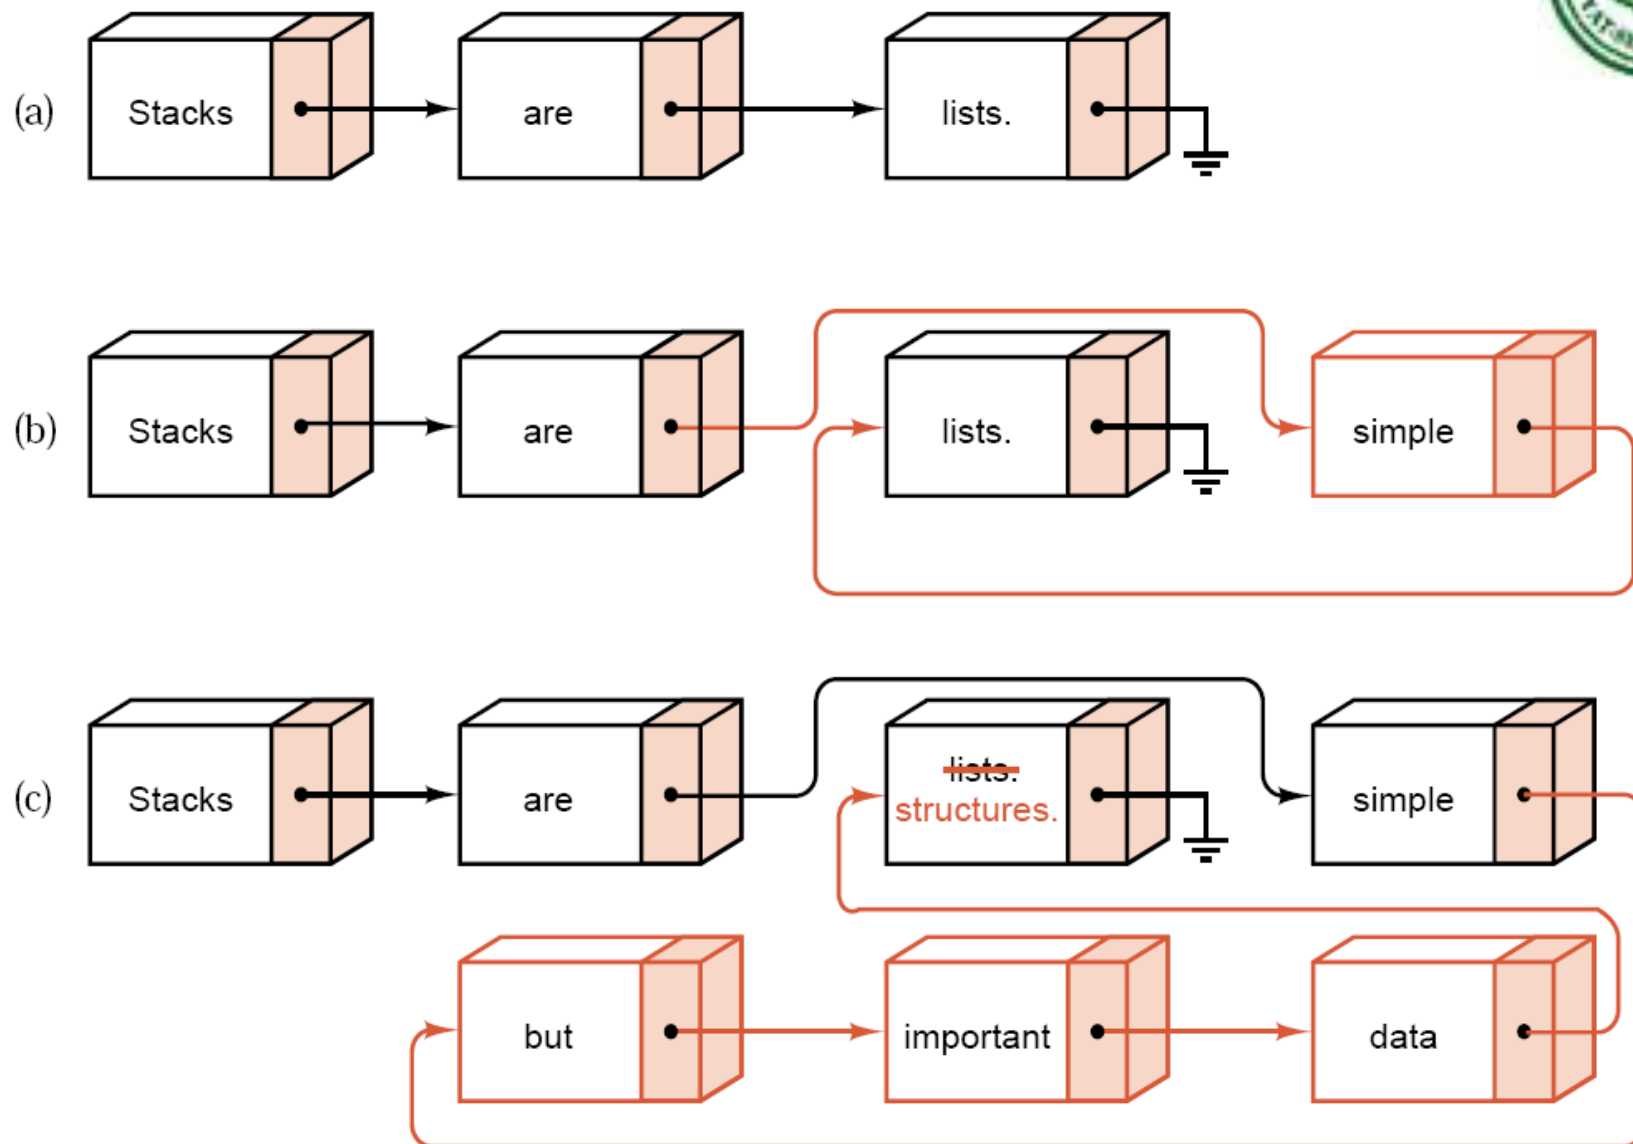 (a) Stacks are lists.
(b) Stacks are lists. simple
(c) Stacks are lists. simple
structures.
but important data